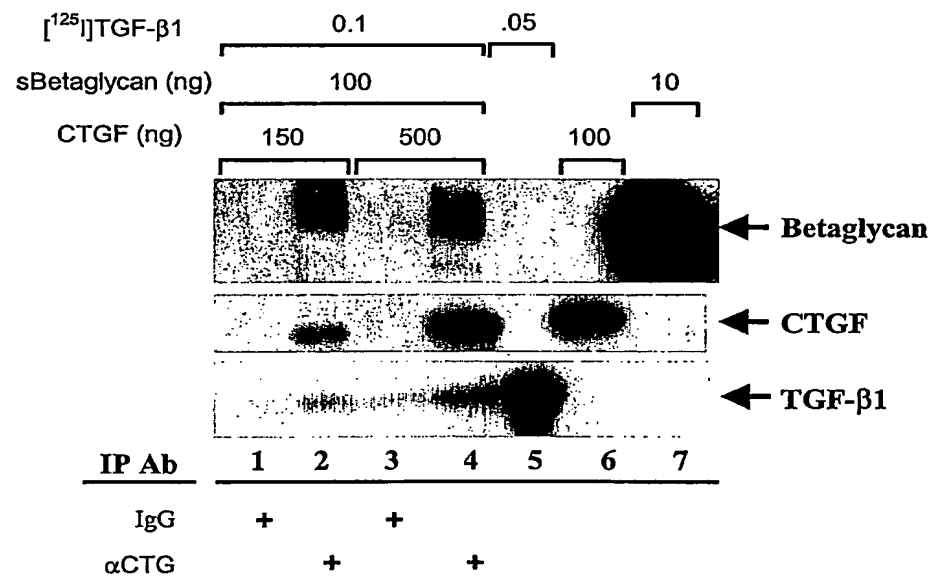 [¹²⁵I]TGF-β1 0.1 .05
sBetaglycan (ng) 100 10
CTGF (ng) 150 500 100
Betaglycan
CTGF
TGF-β1
IP Ab 1 2 3 4 5 6 7
IgG + +
αCTG + +